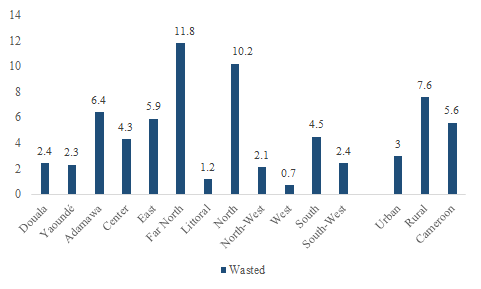 14
12
10
8
6
4
2
0
2.4
2.3
6.4
4.3
5.9
11.8
1.2
10.2
2.1
0.7
4.5
2.4
3
7.6
5.6
Douala
Yaoundé
Adamawa
Center
East
Far North
Littoral
North
North-West
West
South
South-West
Urban
Rural
Cameroon
Wasted